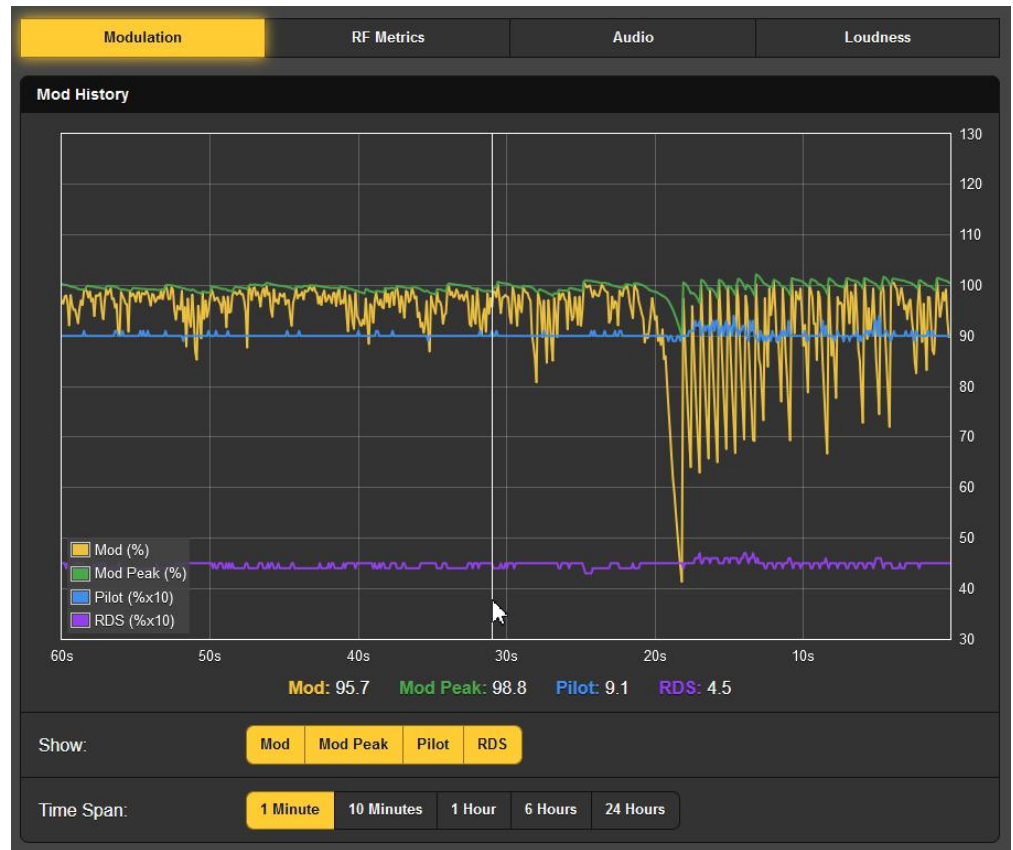 Modulation RF Metrics Audio Loudness
Mod History
130
120
110
100
90
80
70
60
50
40
30
Mod (%)
Mod Peak (%)
Pilot (%x10)
RDS (%x10)
60s 50s 40s 30s 20s 10s
Mod: 95.7 Mod Peak: 98.8 Pilot: 9.1 RDS: 4.5
Show: Mod Mod Peak Pilot RDS
Time Span: 1 Minute 10 Minutes 1 Hour 6 Hours 24 Hours